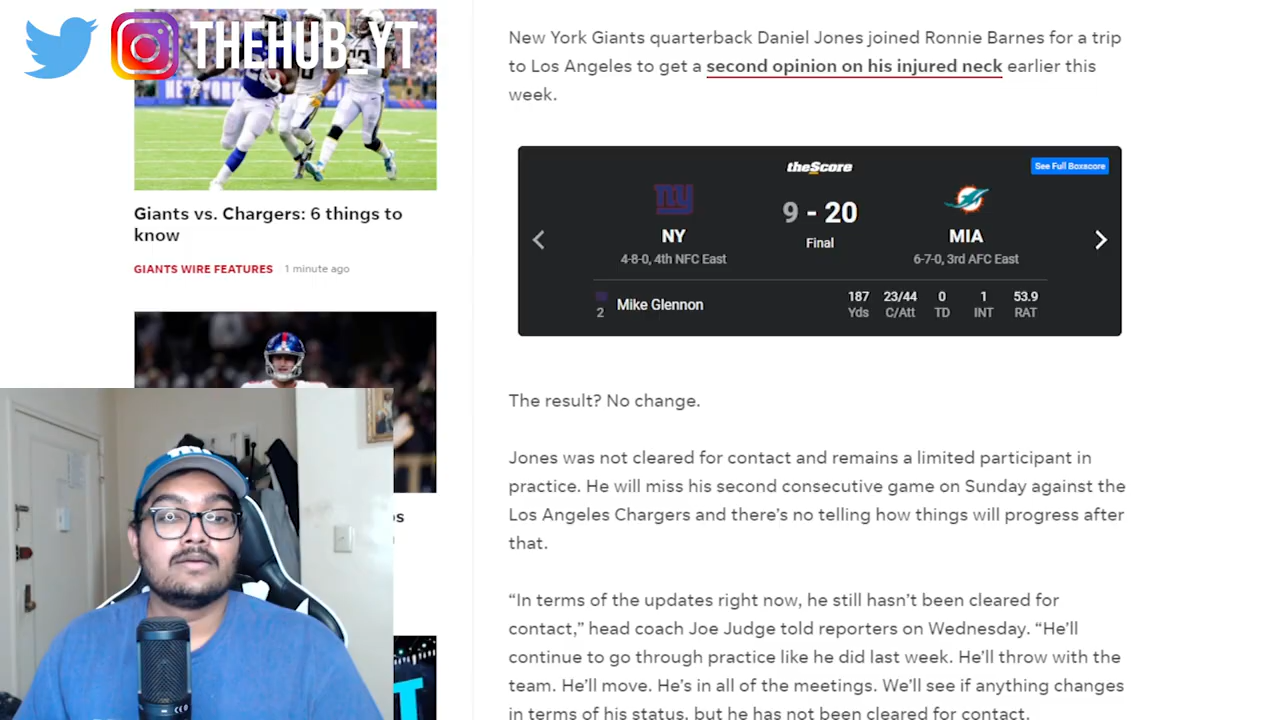 THEHUB_YT
Giants vs. Chargers: 6 things to
know
GIANTS WIRE FEATURES 1 minute ago
New York Giants quarterback Daniel Jones joined Ronnie Barnes for a trip
to Los Angeles to get a second opinion on his injured neck earlier this
week.
theScore
See Full Boxscore
9 - 20
NY
Final
MIA
4-8-0, 4th NFC East
6-7-0, 3rd AFC East
2 Mike Glennon
187 23/44 0 1 53.9
Yds C/Att TD INT RAT
The result? No change.
Jones was not cleared for contact and remains a limited participant in
practice. He will miss his second consecutive game on Sunday against the
Los Angeles Chargers and there’s no telling how things will progress after
that.
“In terms of the updates right now, he still hasn’t been cleared for
contact,” head coach Joe Judge told reporters on Wednesday. “He’ll
continue to go through practice like he did last week. He’ll throw with the
team. He’ll move. He’s in all of the meetings. We’ll see if anything changes
in terms of his status, but he has not been cleared for contact.